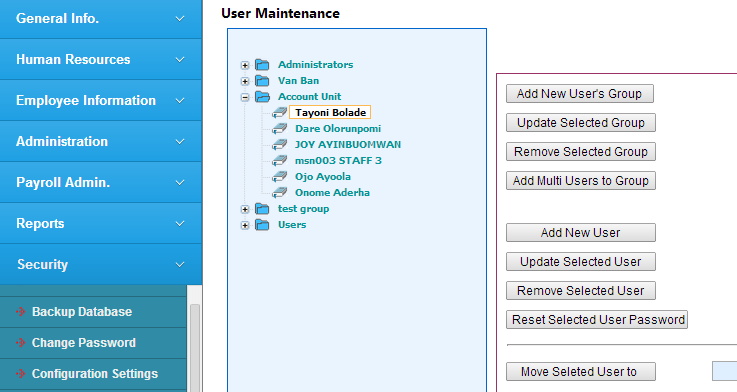 General Info.
Human Resources
Employee Information
Administration
Payroll Admin.
Reports
Security
Backup Database
Change Password
Configuration Settings
User Maintenance
Administrators
Van Ban
Account Unit
Tayoni Bolade
Dare Olorunpomi
JOY AYINBUOMWAN
msn003 STAFF 3
Ojo Ayoola
Onome Aderha
test group
Users
Add New User's Group
Update Selected Group
Remove Selected Group
Add Multi Users to Group
Add New User
Update Selected User
Remove Selected User
Reset Selected User Password
Move Seleted User to